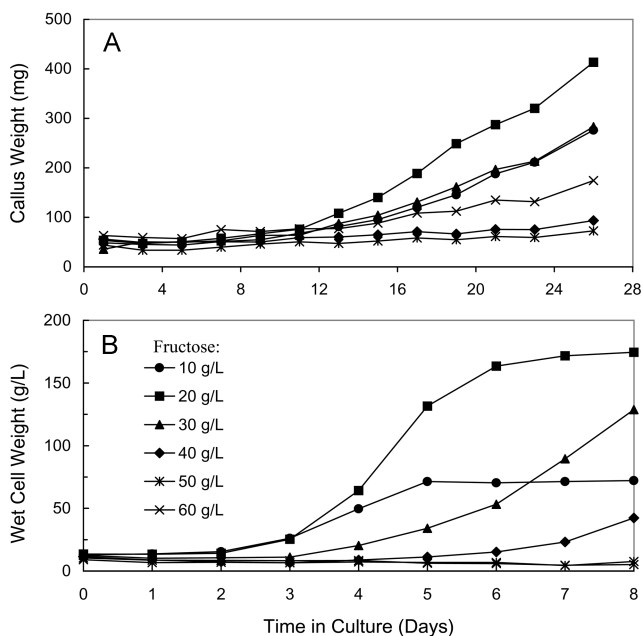 500
A
400
300
200
100
0
Callus Weight (mg)
0 4 8 12 16 20 24 28
200
B
Fructose:
10 g/L
20 g/L
30 g/L
40 g/L
50 g/L
60 g/L
150
100
50
0
Wet Cell Weight (g/L)
0 1 2 3 4 5 6 7 8
Time in Culture (Days)